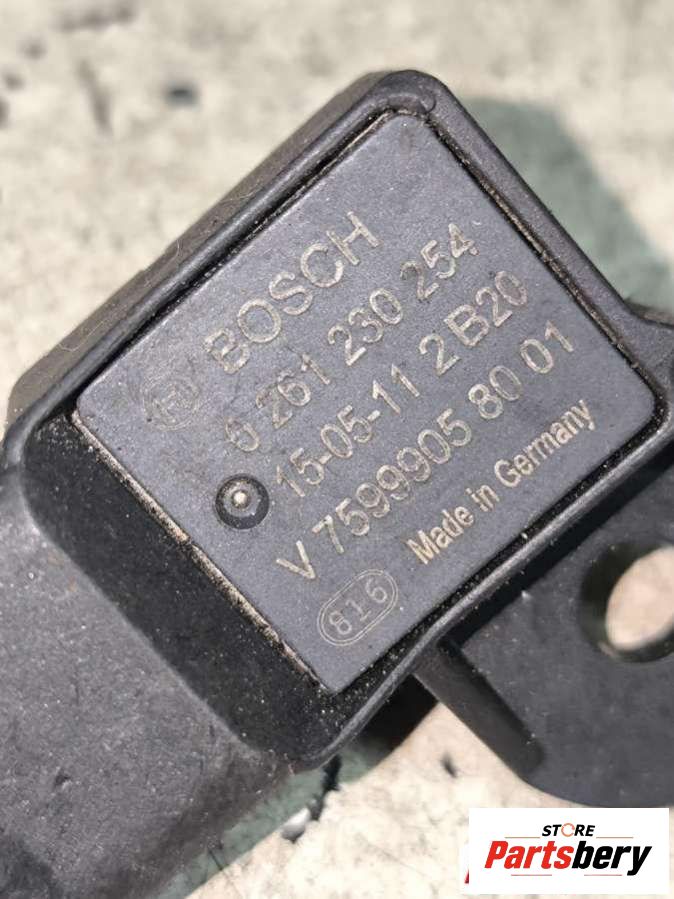 BOSCH
0 261 230 254
15-05-11 2 B20
V 7599905 80 01
Made in Germany
816
STORE
Partsbery